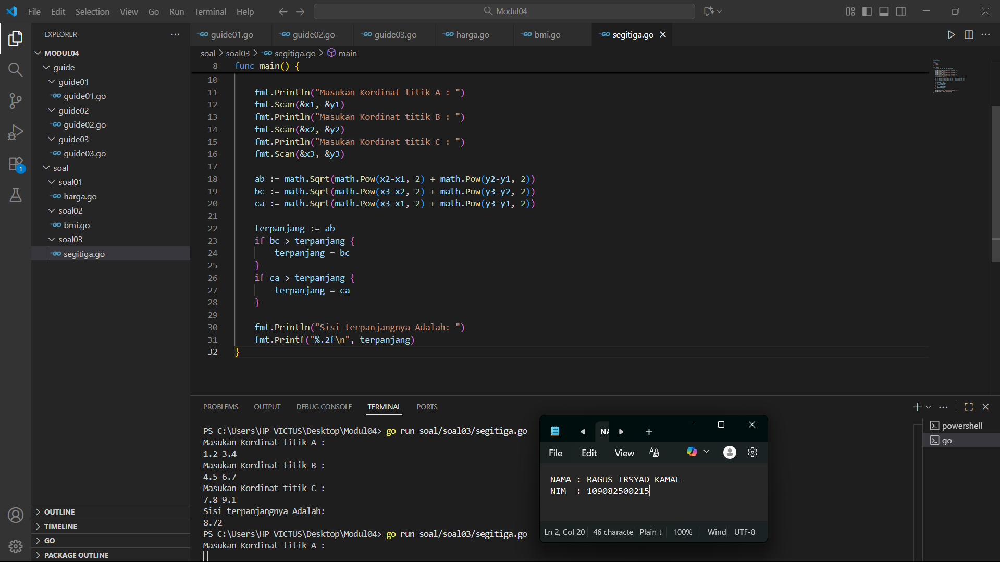 File Edit Selection View Go Run Terminal Help
Modul04
EXPLORER
MODUL04
guide
guide01
guide01.go
guide02
guide02.go
guide03
guide03.go
soal
soal01
harga.go
soal02
bmi.go
soal03
segitiga.go
OUTLINE
TIMELINE
GO
PACKAGE OUTLINE
1
guide01.go guide02.go guide03.go harga.go bmi.go segitiga.go
soal > soal03 > segitiga.go > main
8 func main() {
10
11 fmt.Println("Masukan Kordinat titik A : ")
12 fmt.Scan(&x1, &y1)
13 fmt.Println("Masukan Kordinat titik B : ")
14 fmt.Scan(&x2, &y2)
15 fmt.Println("Masukan Kordinat titik C : ")
16 fmt.Scan(&x3, &y3)
17
18 ab := math.Sqrt(math.Pow(x2-x1, 2) + math.Pow(y2-y1, 2))
19 bc := math.Sqrt(math.Pow(x3-x2, 2) + math.Pow(y3-y2, 2))
20 ca := math.Sqrt(math.Pow(x3-x1, 2) + math.Pow(y3-y1, 2))
21
22 terpanjang := ab
23 if bc > terpanjang {
24 terpanjang = bc
25 }
26 if ca > terpanjang {
27 terpanjang = ca
28 }
29
30 fmt.Println("Sisi terpanjangnya Adalah: ")
31 fmt.Printf("%.2f\n", terpanjang)
32 }
PROBLEMS OUTPUT DEBUG CONSOLE TERMINAL PORTS
PS C:\Users\HP VICTUS\Desktop\Modul04> go run soal/soal03/segitiga.go
Masukan Kordinat titik A :
1.2 3.4
Masukan Kordinat titik B :
4.5 6.7
Masukan Kordinat titik C :
7.8 9.1
Sisi terpanjangnya Adalah:
8.72
PS C:\Users\HP VICTUS\Desktop\Modul04> go run soal/soal03/segitiga.go
Masukan Kordinat titik A :
powershell
go
NA
File Edit View
NAMA : BAGUS IRSYAD KAMAL
NIM : 109082500215
Ln 2, Col 20 46 characte Plain t 100% Wind UTF-8